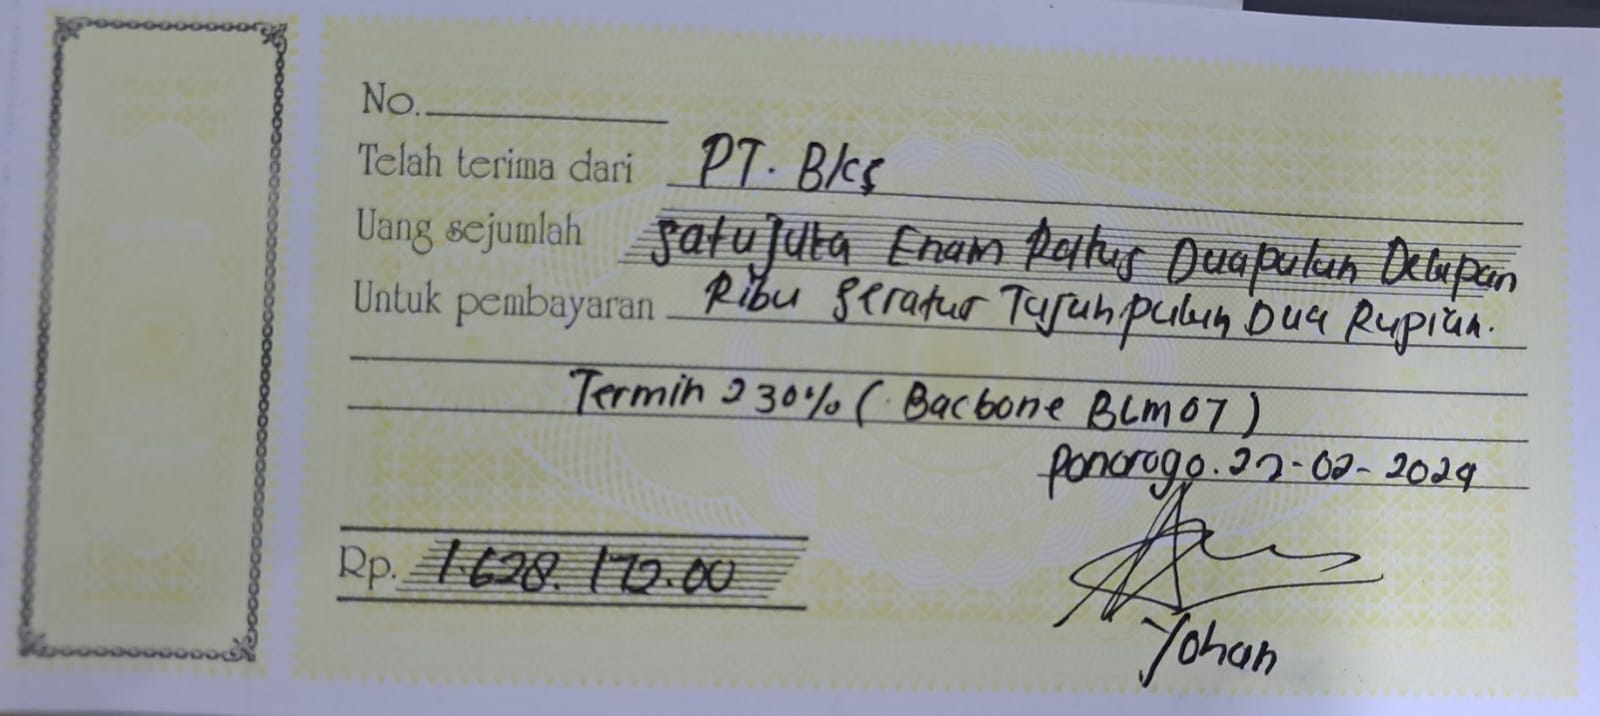 No.
Telah terima dari PT. Bks
Uang sejumlah Satu Juta Enam Ratus Duapuluh Delapan
Untuk pembayaran Ribu Seratus Tujuhpuluh Dua Rupiah.
Termin 2 30% ( Bacbone BLM07 )
Ponorogo. 22-02-2024
Rp. 1.628.172.00
Yohan